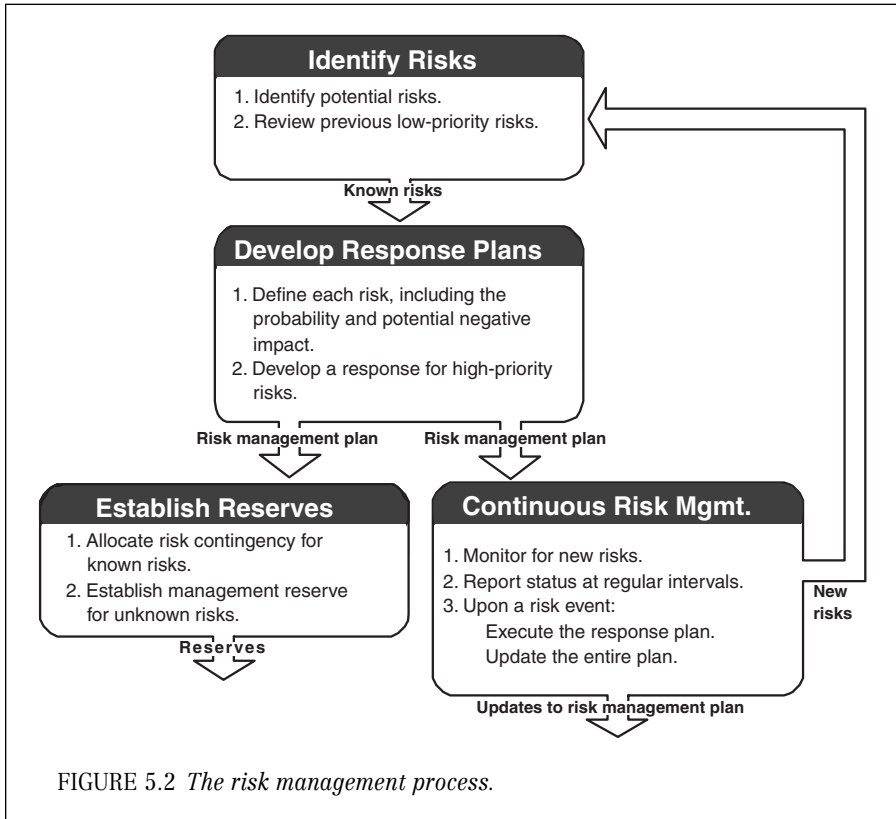 Identify Risks
1. Identify potential risks.
2. Review previous low-priority risks.
Known risks
Develop Response Plans
1. Define each risk, including the
probability and potential negative
impact.
2. Develop a response for high-priority
risks.
Risk management plan
Risk management plan
Establish Reserves
1. Allocate risk contingency for
known risks.
2. Establish management reserve
for unknown risks.
Reserves
Continuous Risk Mgmt.
1. Monitor for new risks.
2. Report status at regular intervals.
3. Upon a risk event:
Execute the response plan.
Update the entire plan.
New
risks
Updates to risk management plan
FIGURE 5.2 The risk management process.